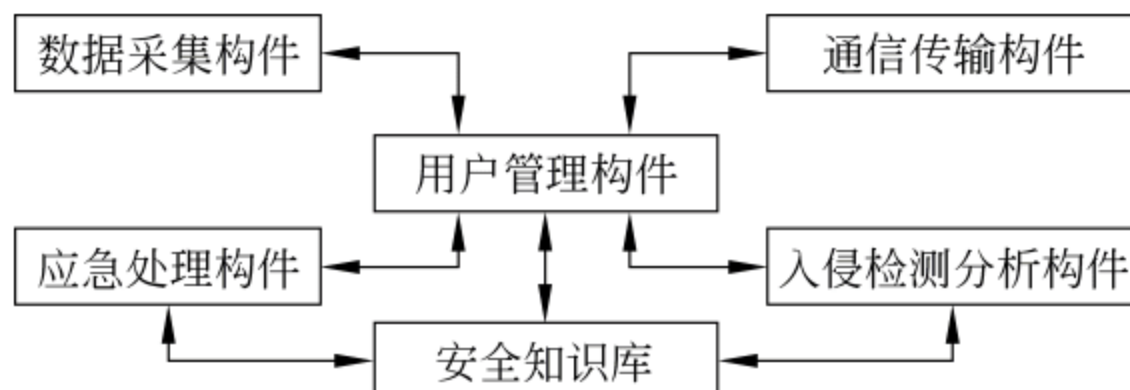 数据采集构件
通信传输构件
用户管理构件
应急处理构件
入侵检测分析构件
安全知识库